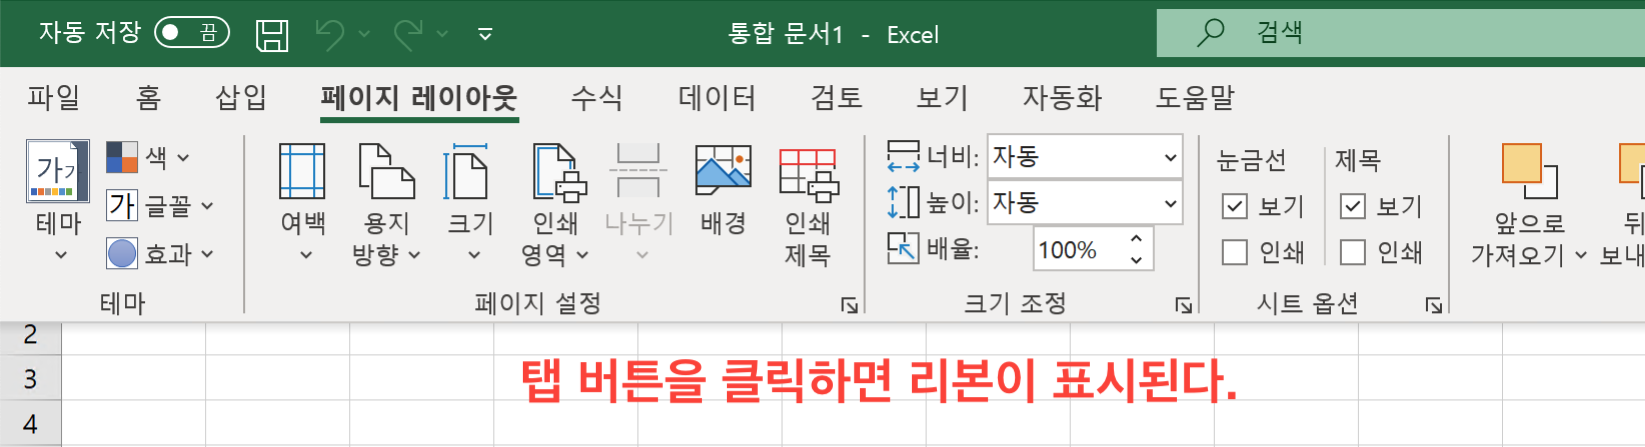 자동 저장 끔
통합 문서1 - Excel
검색
파일 홈 삽입 페이지 레이아웃 수식 데이터 검토 보기 자동화 도움말
가가
테마
색
가 글꼴
효과
테마
여백
용지
방향
크기
인쇄
영역
나누기
배경
인쇄
제목
페이지 설정
너비: 자동
높이: 자동
배율: 100%
크기 조정
눈금선
보기
인쇄
제목
보기
인쇄
시트 옵션
앞으로
가져오기
뒤
보내
2
3
4
탭 버튼을 클릭하면 리본이 표시된다.